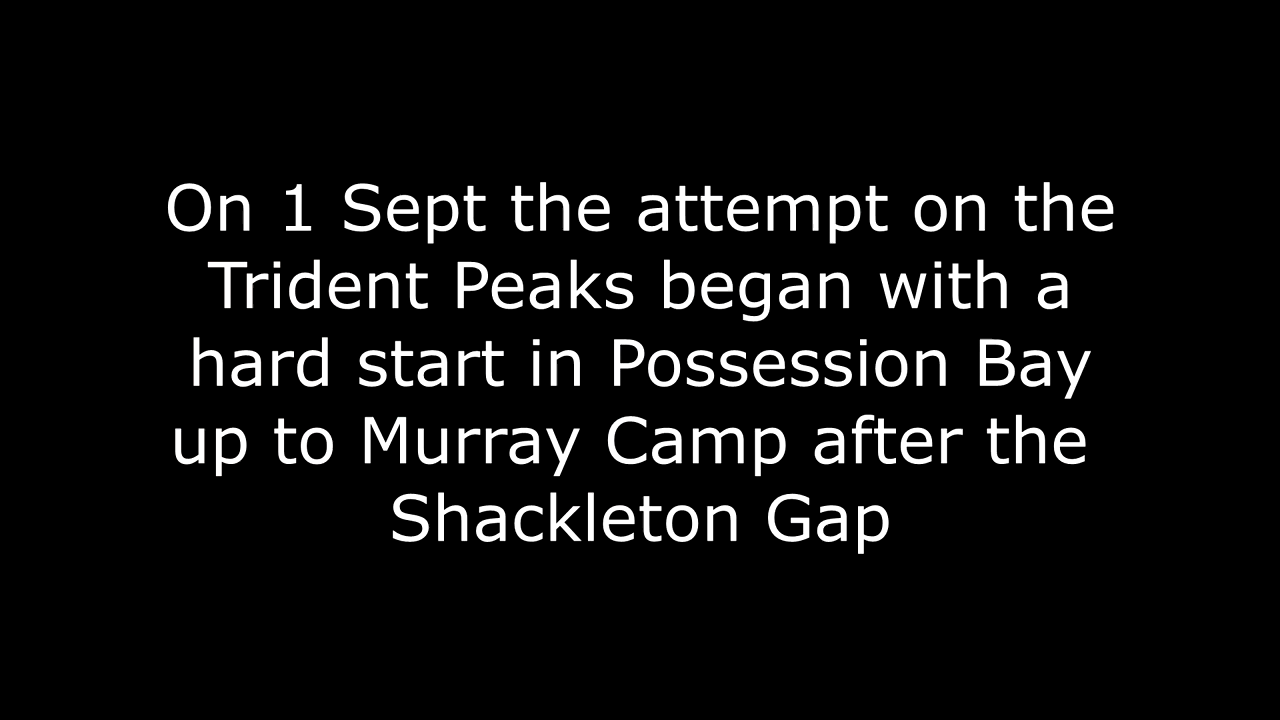 On 1 Sept the attempt on the
Trident Peaks began with a
hard start in Possession Bay
up to Murray Camp after the
Shackleton Gap